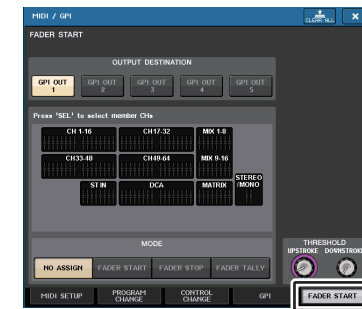 MIDI / GPI
CLEAR ALL
X
FADER START
OUTPUT DESTINATION
GPI OUT 1
GPI OUT 2
GPI OUT 3
GPI OUT 4
GPI OUT 5
Press 'SEL' to select member CHs
CH 1-16
CH17-32
MIX 1-8
CH33-48
CH49-64
MIX 9-16
STEREO /MONO
ST IN
DCA
MATRIX
MODE
NO ASSIGN
FADER START
FADER STOP
FADER TALLY
THRESHOLD
UPSTROKE
DOWNSTROKE
MIDI SETUP
PROGRAM CHANGE
CONTROL CHANGE
GPI
FADER START